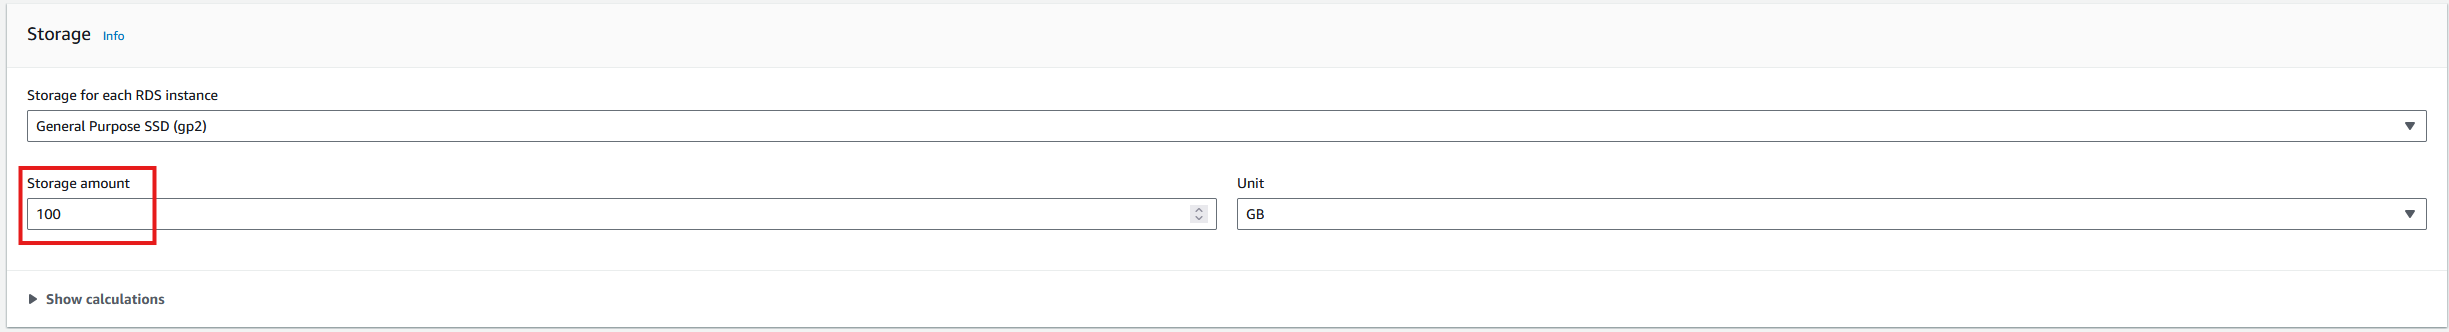 Storage Info
Storage for each RDS instance
General Purpose SSD (gp2)
Storage amount
100
Unit
GB
Show calculations